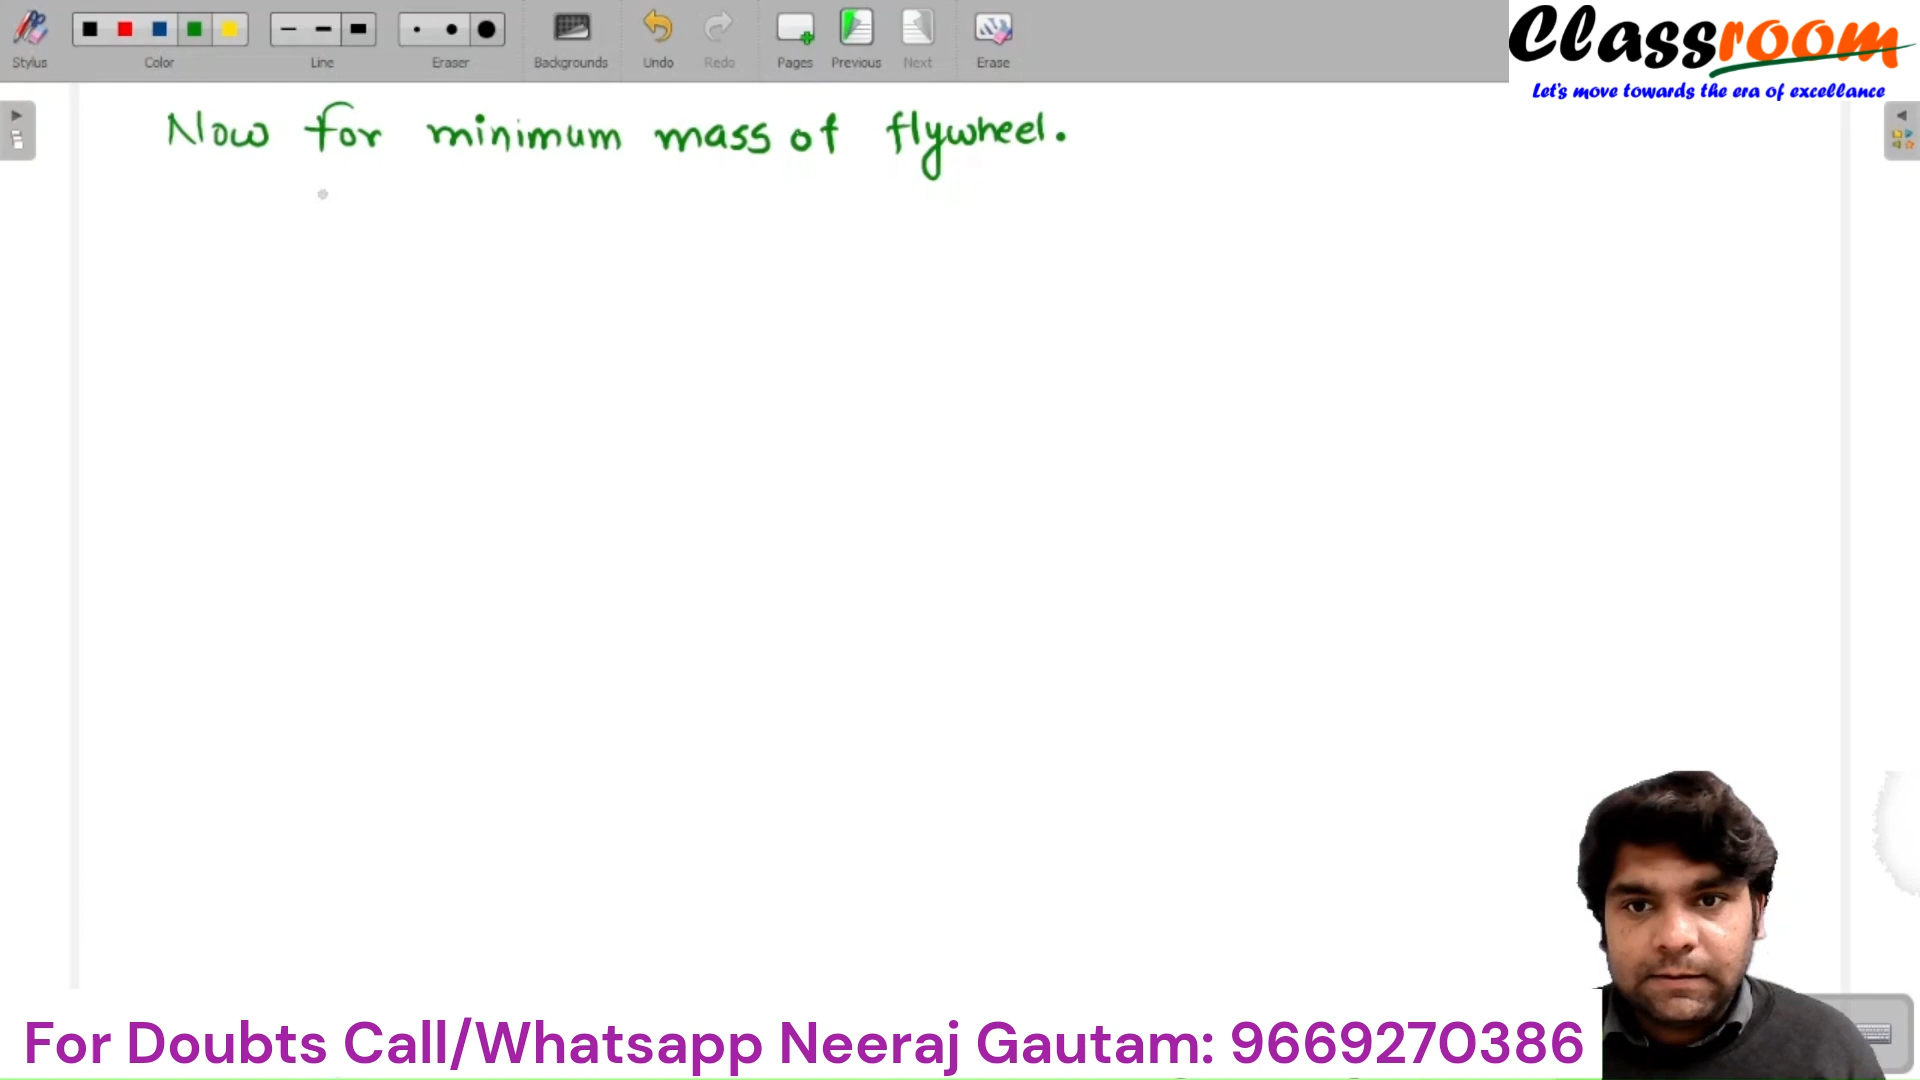 Stylus
Color
Line
Eraser
Backgrounds
Undo
Redo
Pages
Previous
Next
Erase
Classroom
Let's move towards the era of excellance
Now for minimum mass of flywheel.
For Doubts Call/Whatsapp Neeraj Gautam: 9669270386